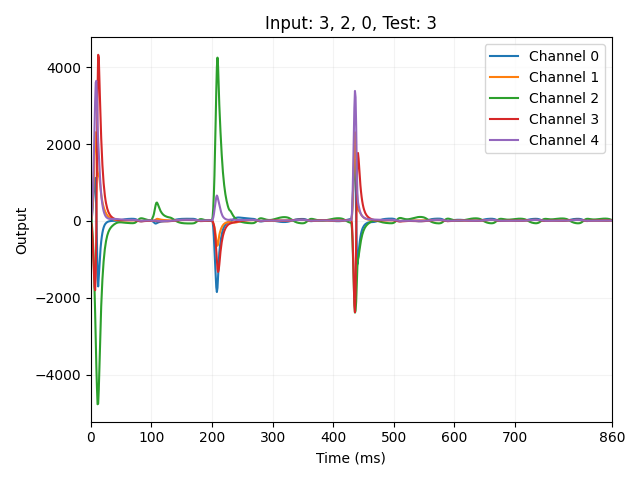 Input: 3, 2, 0, Test: 3
Channel 0
Channel 1
Channel 2
Channel 3
Channel 4
4000
2000
0
−2000
−4000
Output
0 100 200 300 400 500 600 700 860
Time (ms)